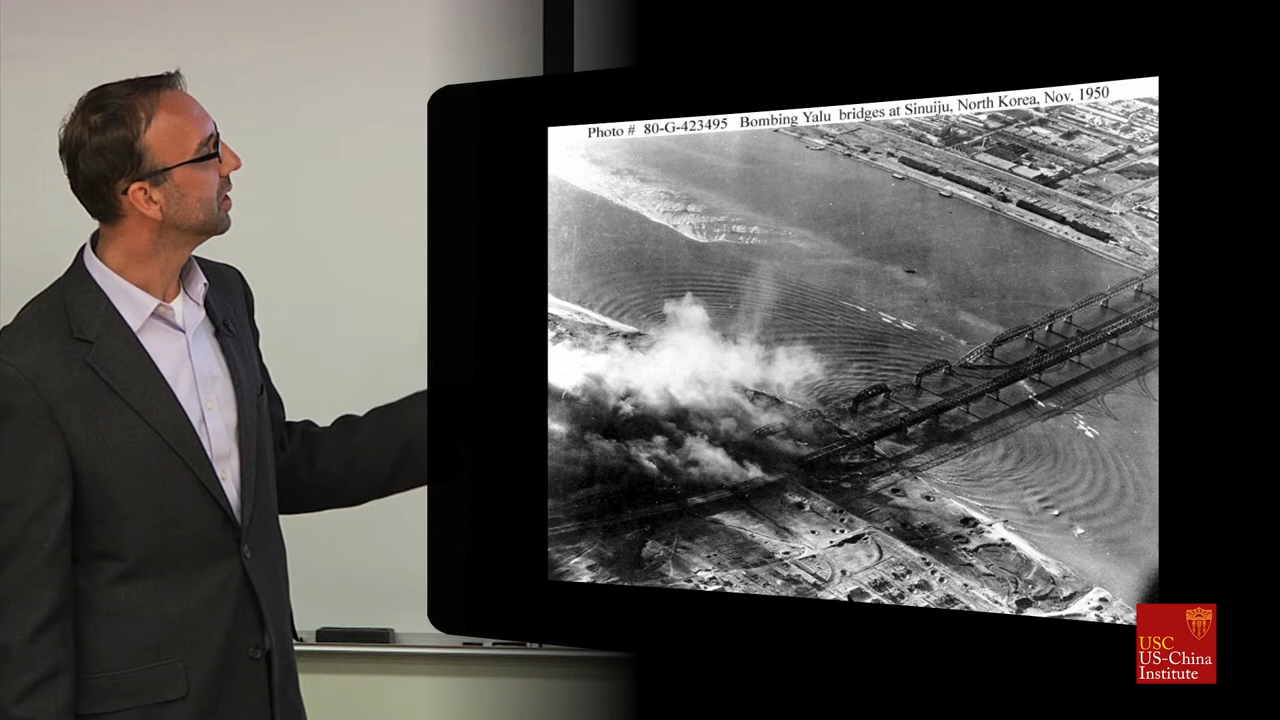 Photo # 80-G-423495 Bombing Yalu bridges at Sinuiju, North Korea, Nov. 1950
USC
US-China
Institute